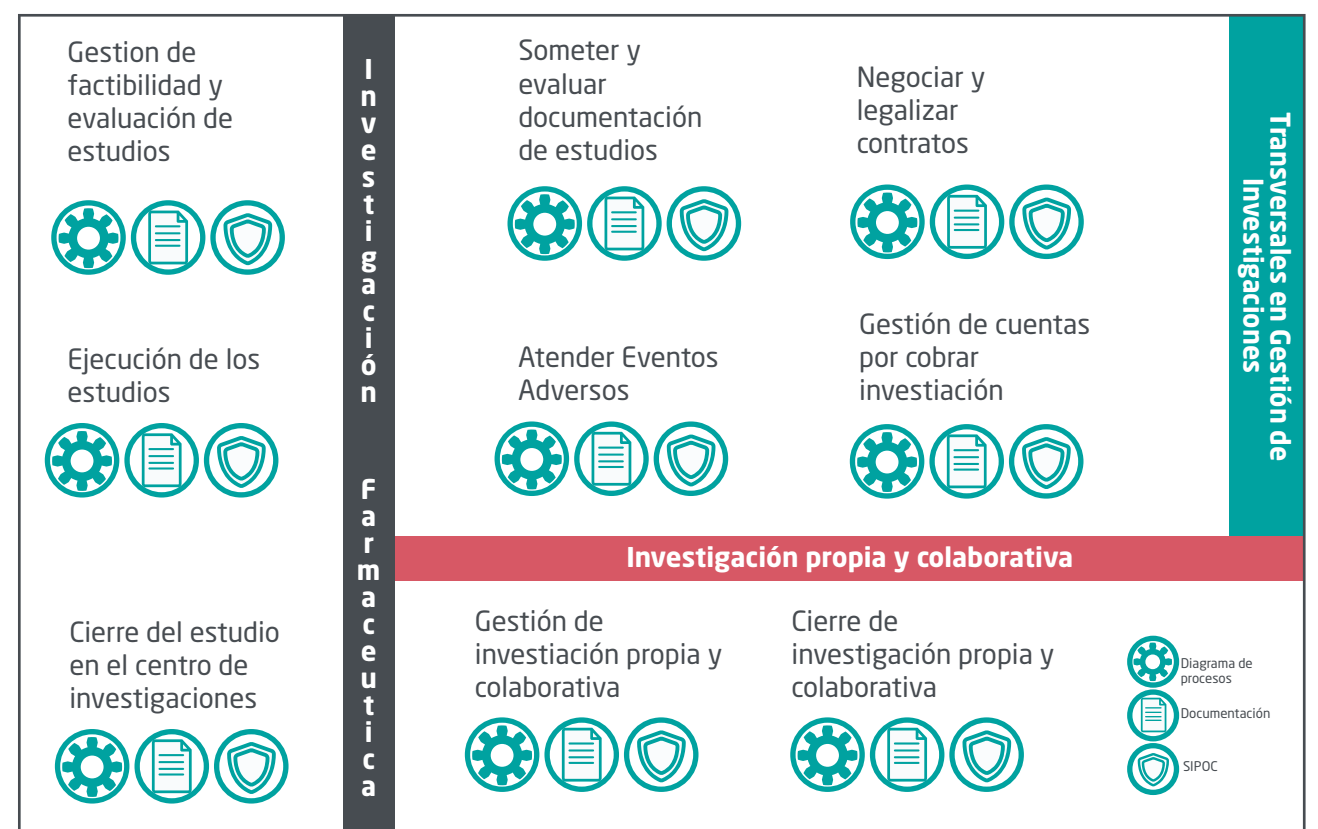 Gestion de
factibilidad y
evaluación de
estudios
Ejecución de los
estudios
Cierre del estudio
en el centro de
investigaciones
Investigación Farmaceutica
Someter y
evaluar
documentación
de estudios
Negociar y
legalizar
contratos
Atender Eventos
Adversos
Gestión de cuentas
por cobrar
investiación
Transversales en Gestión de
Investigaciones
Investigación propia y colaborativa
Gestión de
investiación propia y
colaborativa
Cierre de
investigación propia y
colaborativa
Diagrama de
procesos
Documentación
SIPOC